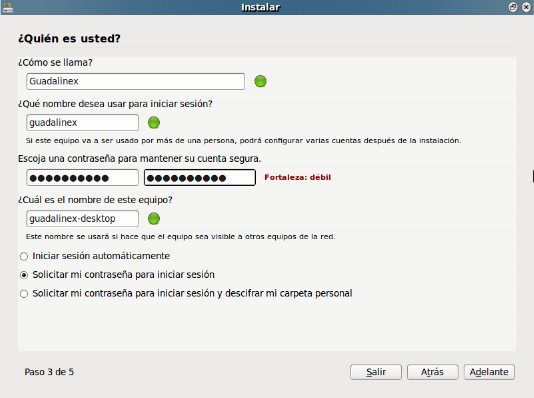 Instalar
¿Quién es usted?
¿Cómo se llama?
Guadalinex
¿Qué nombre desea usar para iniciar sesión?
guadalinex
Si este equipo va a ser usado por más de una persona, podrá configurar varias cuentas después de la instalación.
Escoja una contraseña para mantener su cuenta segura.
●●●●●●●●●● ●●●●●●●●●● Fortaleza: débil
¿Cuál es el nombre de este equipo?
guadalinex-desktop
Este nombre se usará si hace que el equipo sea visible a otros equipos de la red.
Iniciar sesión automáticamente
Solicitar mi contraseña para iniciar sesión
Solicitar mi contraseña para iniciar sesión y descifrar mi carpeta personal
Paso 3 de 5 Salir Atrás Adelante